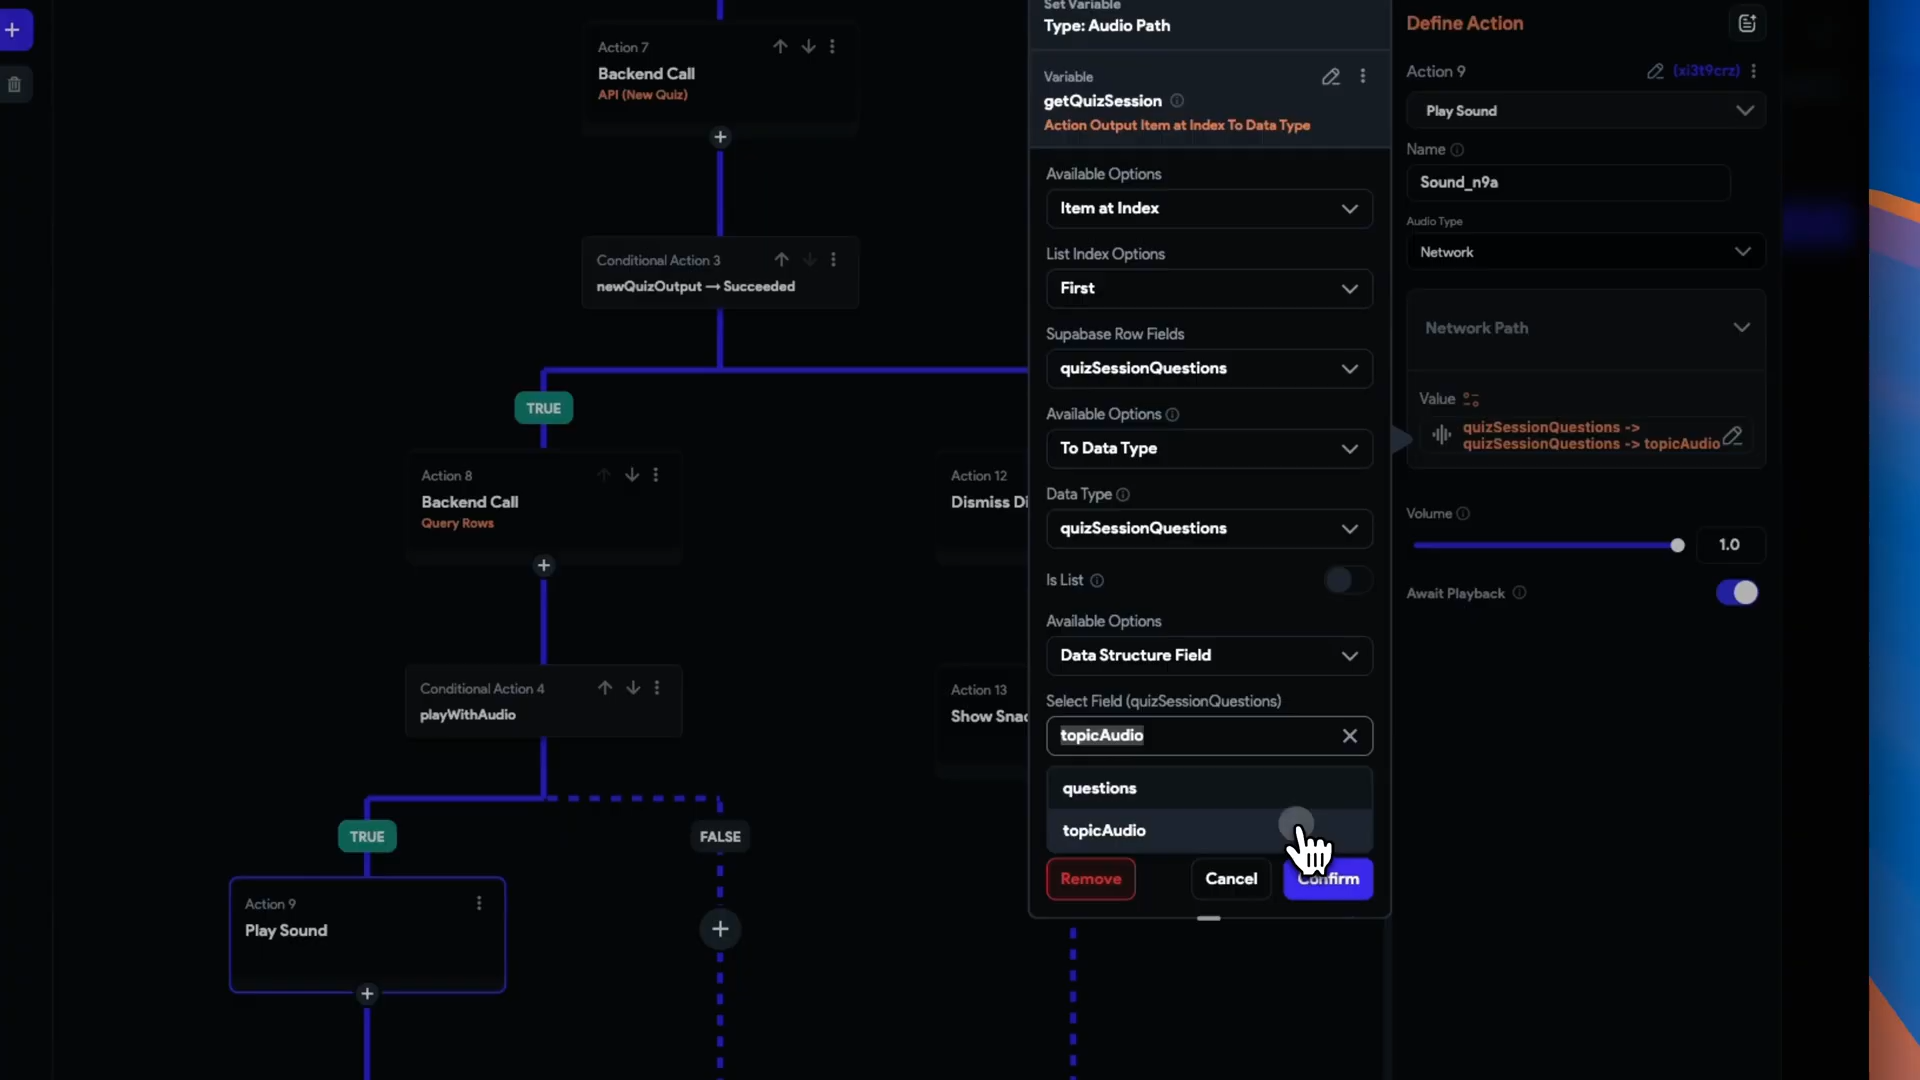 Action 7
Backend Call
API (New Quiz)
Conditional Action 3
newQuizOutput → Succeeded
TRUE
Action 8
Backend Call
Query Rows
Action 12
Dismiss Di
Conditional Action 4
playWithAudio
Action 13
Show Snac
TRUE
FALSE
Action 9
Play Sound
Set Variable
Type: Audio Path
Variable
getQuizSession
Action Output Item at Index To Data Type
Available Options
Item at Index
List Index Options
First
Supabase Row Fields
quizSessionQuestions
Available Options
To Data Type
Data Type
quizSessionQuestions
Is List
Available Options
Data Structure Field
Select Field (quizSessionQuestions)
topicAudio
questions
topicAudio
Remove
Cancel
Confirm
Define Action
Action 9
(xi3t9crz)
Play Sound
Name
Sound_n9a
Audio Type
Network
Network Path
Value
quizSessionQuestions ->
quizSessionQuestions -> topicAudio
Volume
1.0
Await Playback